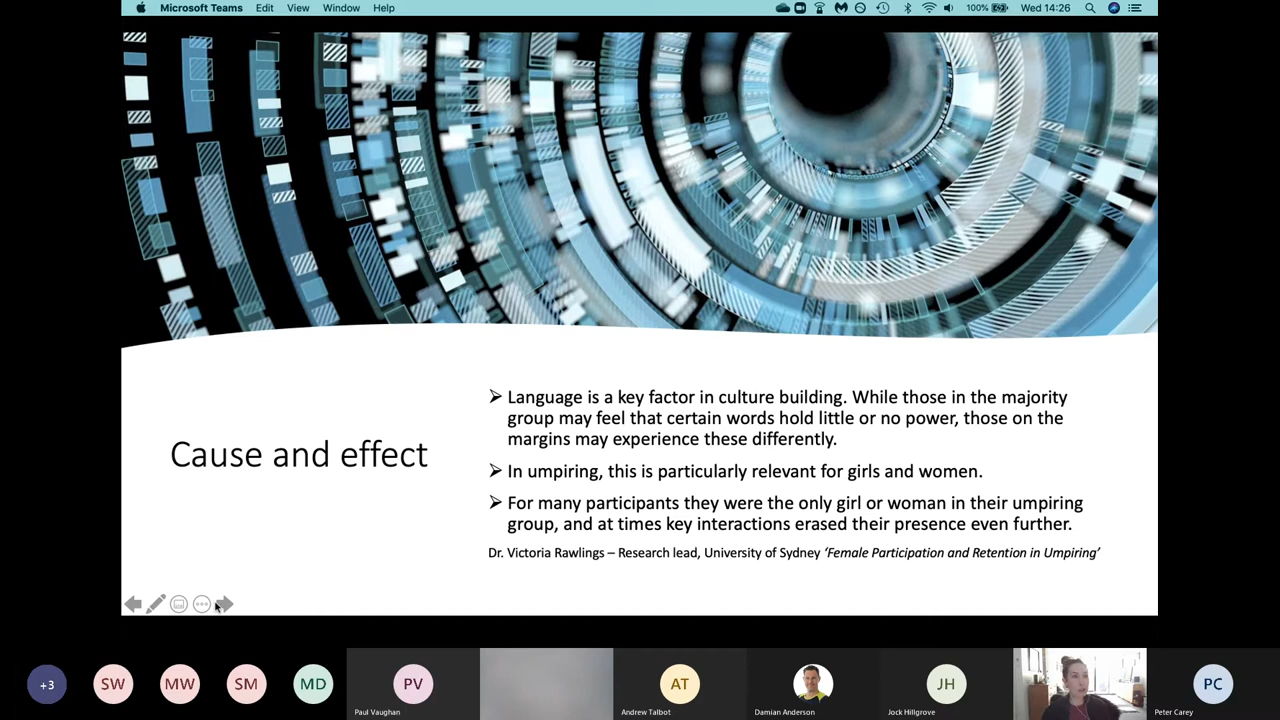 Microsoft Teams Edit View Window Help 100% Wed 14:26
Language is a key factor in culture building. While those in the majority
group may feel that certain words hold little or no power, those on the
margins may experience these differently.
Cause and effect
In umpiring, this is particularly relevant for girls and women.
For many participants they were the only girl or woman in their umpiring
group, and at times key interactions erased their presence even further.
Dr. Victoria Rawlings – Research lead, University of Sydney ‘Female Participation and Retention in Umpiring’
+3 SW MW SM MD PV AT JH PC
Paul Vaughan Andrew Talbot Damian Anderson Jock Hillgrove Peter Carey